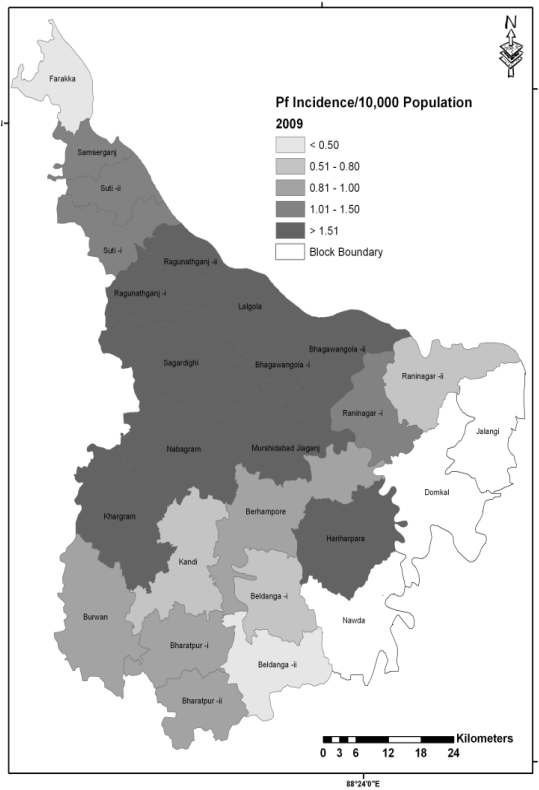 N
Farakka
Pf Incidence/10,000 Population
2009
< 0.50
0.51 - 0.80
0.81 - 1.00
1.01 - 1.50
> 1.51
Block Boundary
Samserganj
Suti -ii
Suti -i
Ragunathganj -ii
Ragunathganj -i
Lalgola
Bhagawangola -ii
Sagardighi
Bhagawangola -i
Raninagar -ii
Raninagar -i
Jalangi
Nabagram
Murshidabad Jiaganj
Domkal
Khargram
Berhampore
Hariharpara
Kandi
Beldanga -i
Burwan
Nawda
Bharatpur -i
Beldanga -ii
Bharatpur -ii
Kilometers
0 3 6 12 18 24
88°24'0"E